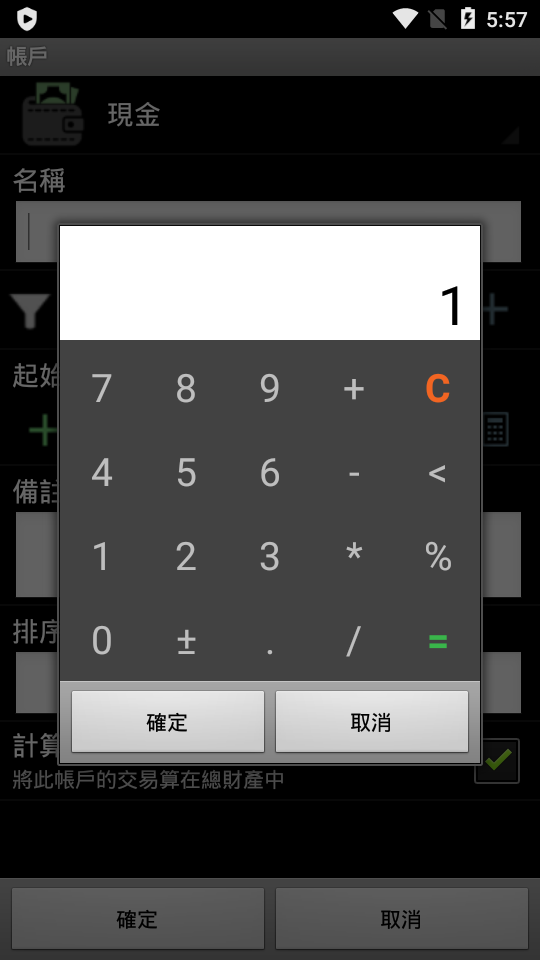 5:57
帳戶
現金
名稱
1
起始
7 8 9 + C
4 5 6 - <
備註
1 2 3 * %
排序
0 ± . / =
確定 取消
計算
將此帳戶的交易算在總財產中
確定 取消